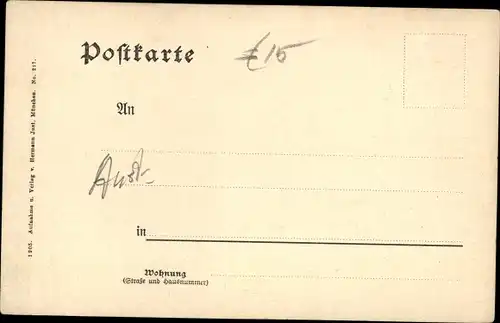 Postkarte
€15
An
Aust.
in
Wohnung
(Straße und Hausnummer)
1905. Aufnahme u. Verlag v. Hermann Jost, München. No. 217.